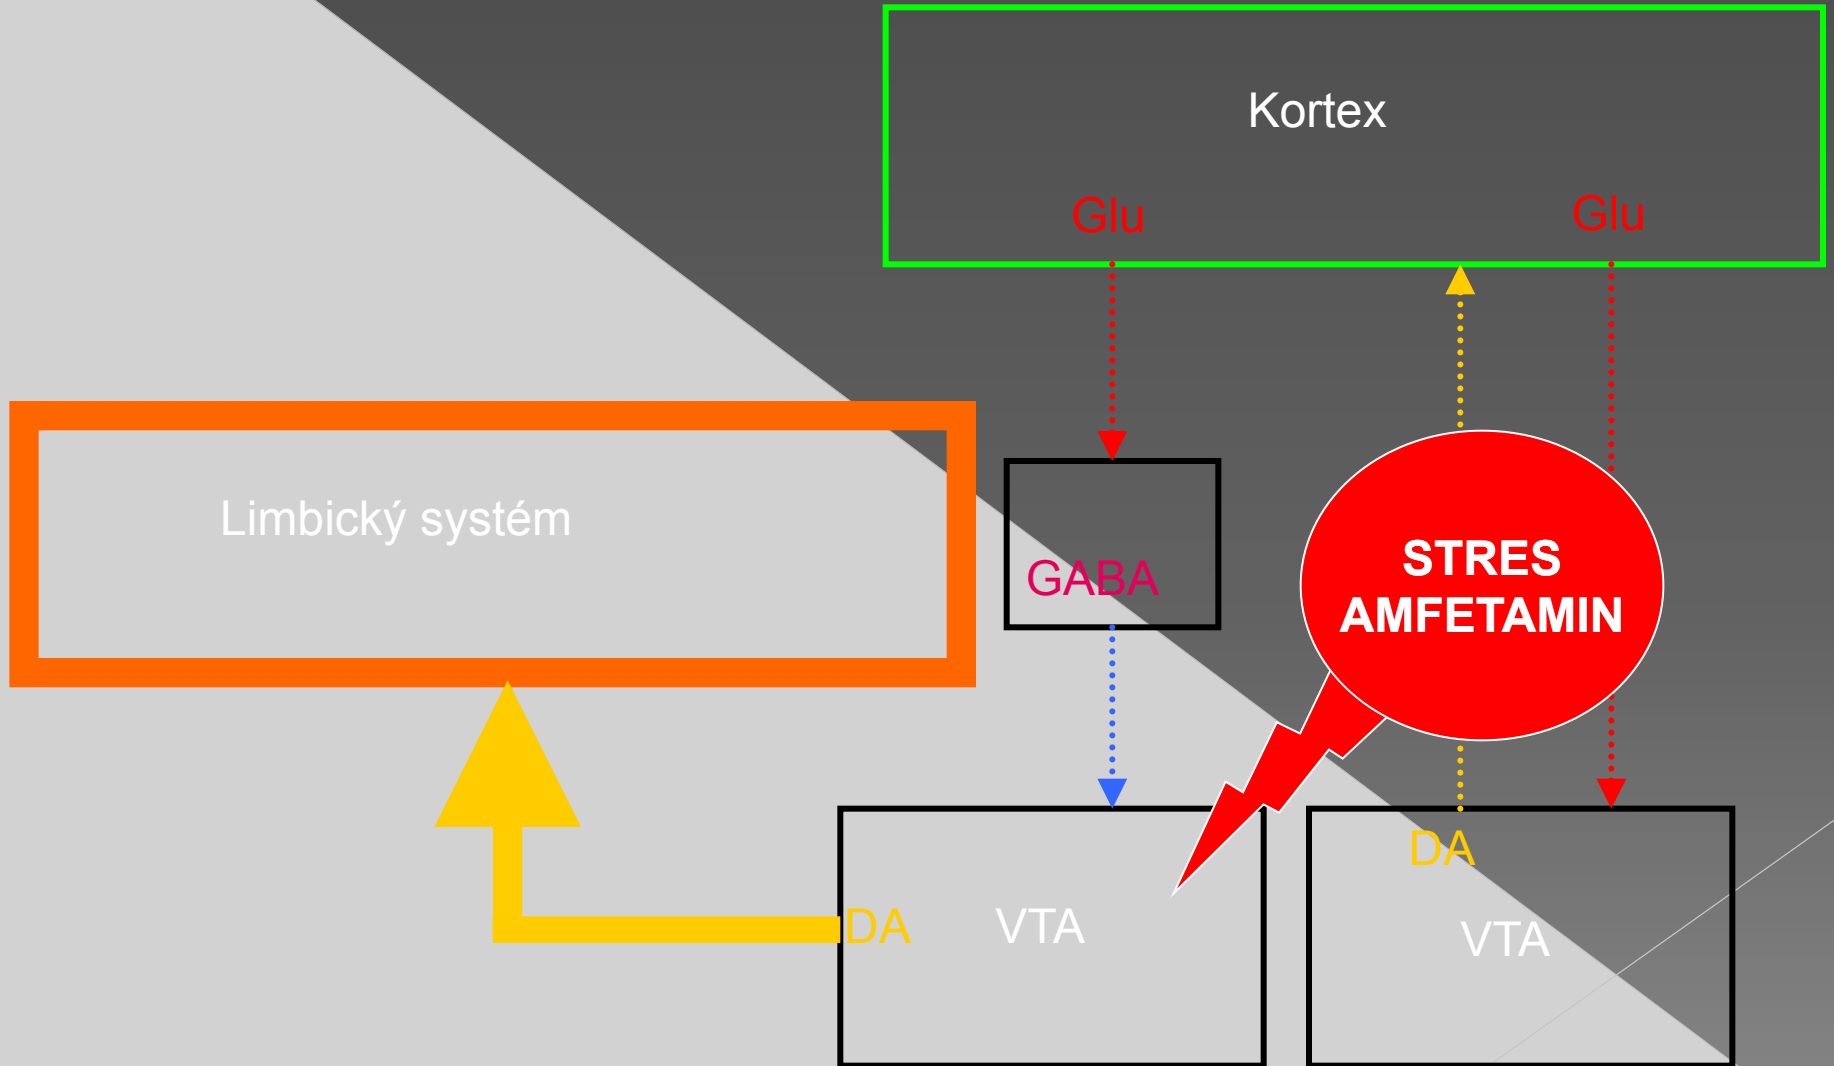 Kortex
Glu
Glu
Limbický systém
GABA
STRES
AMFETAMIN
DA
DA
VTA
VTA